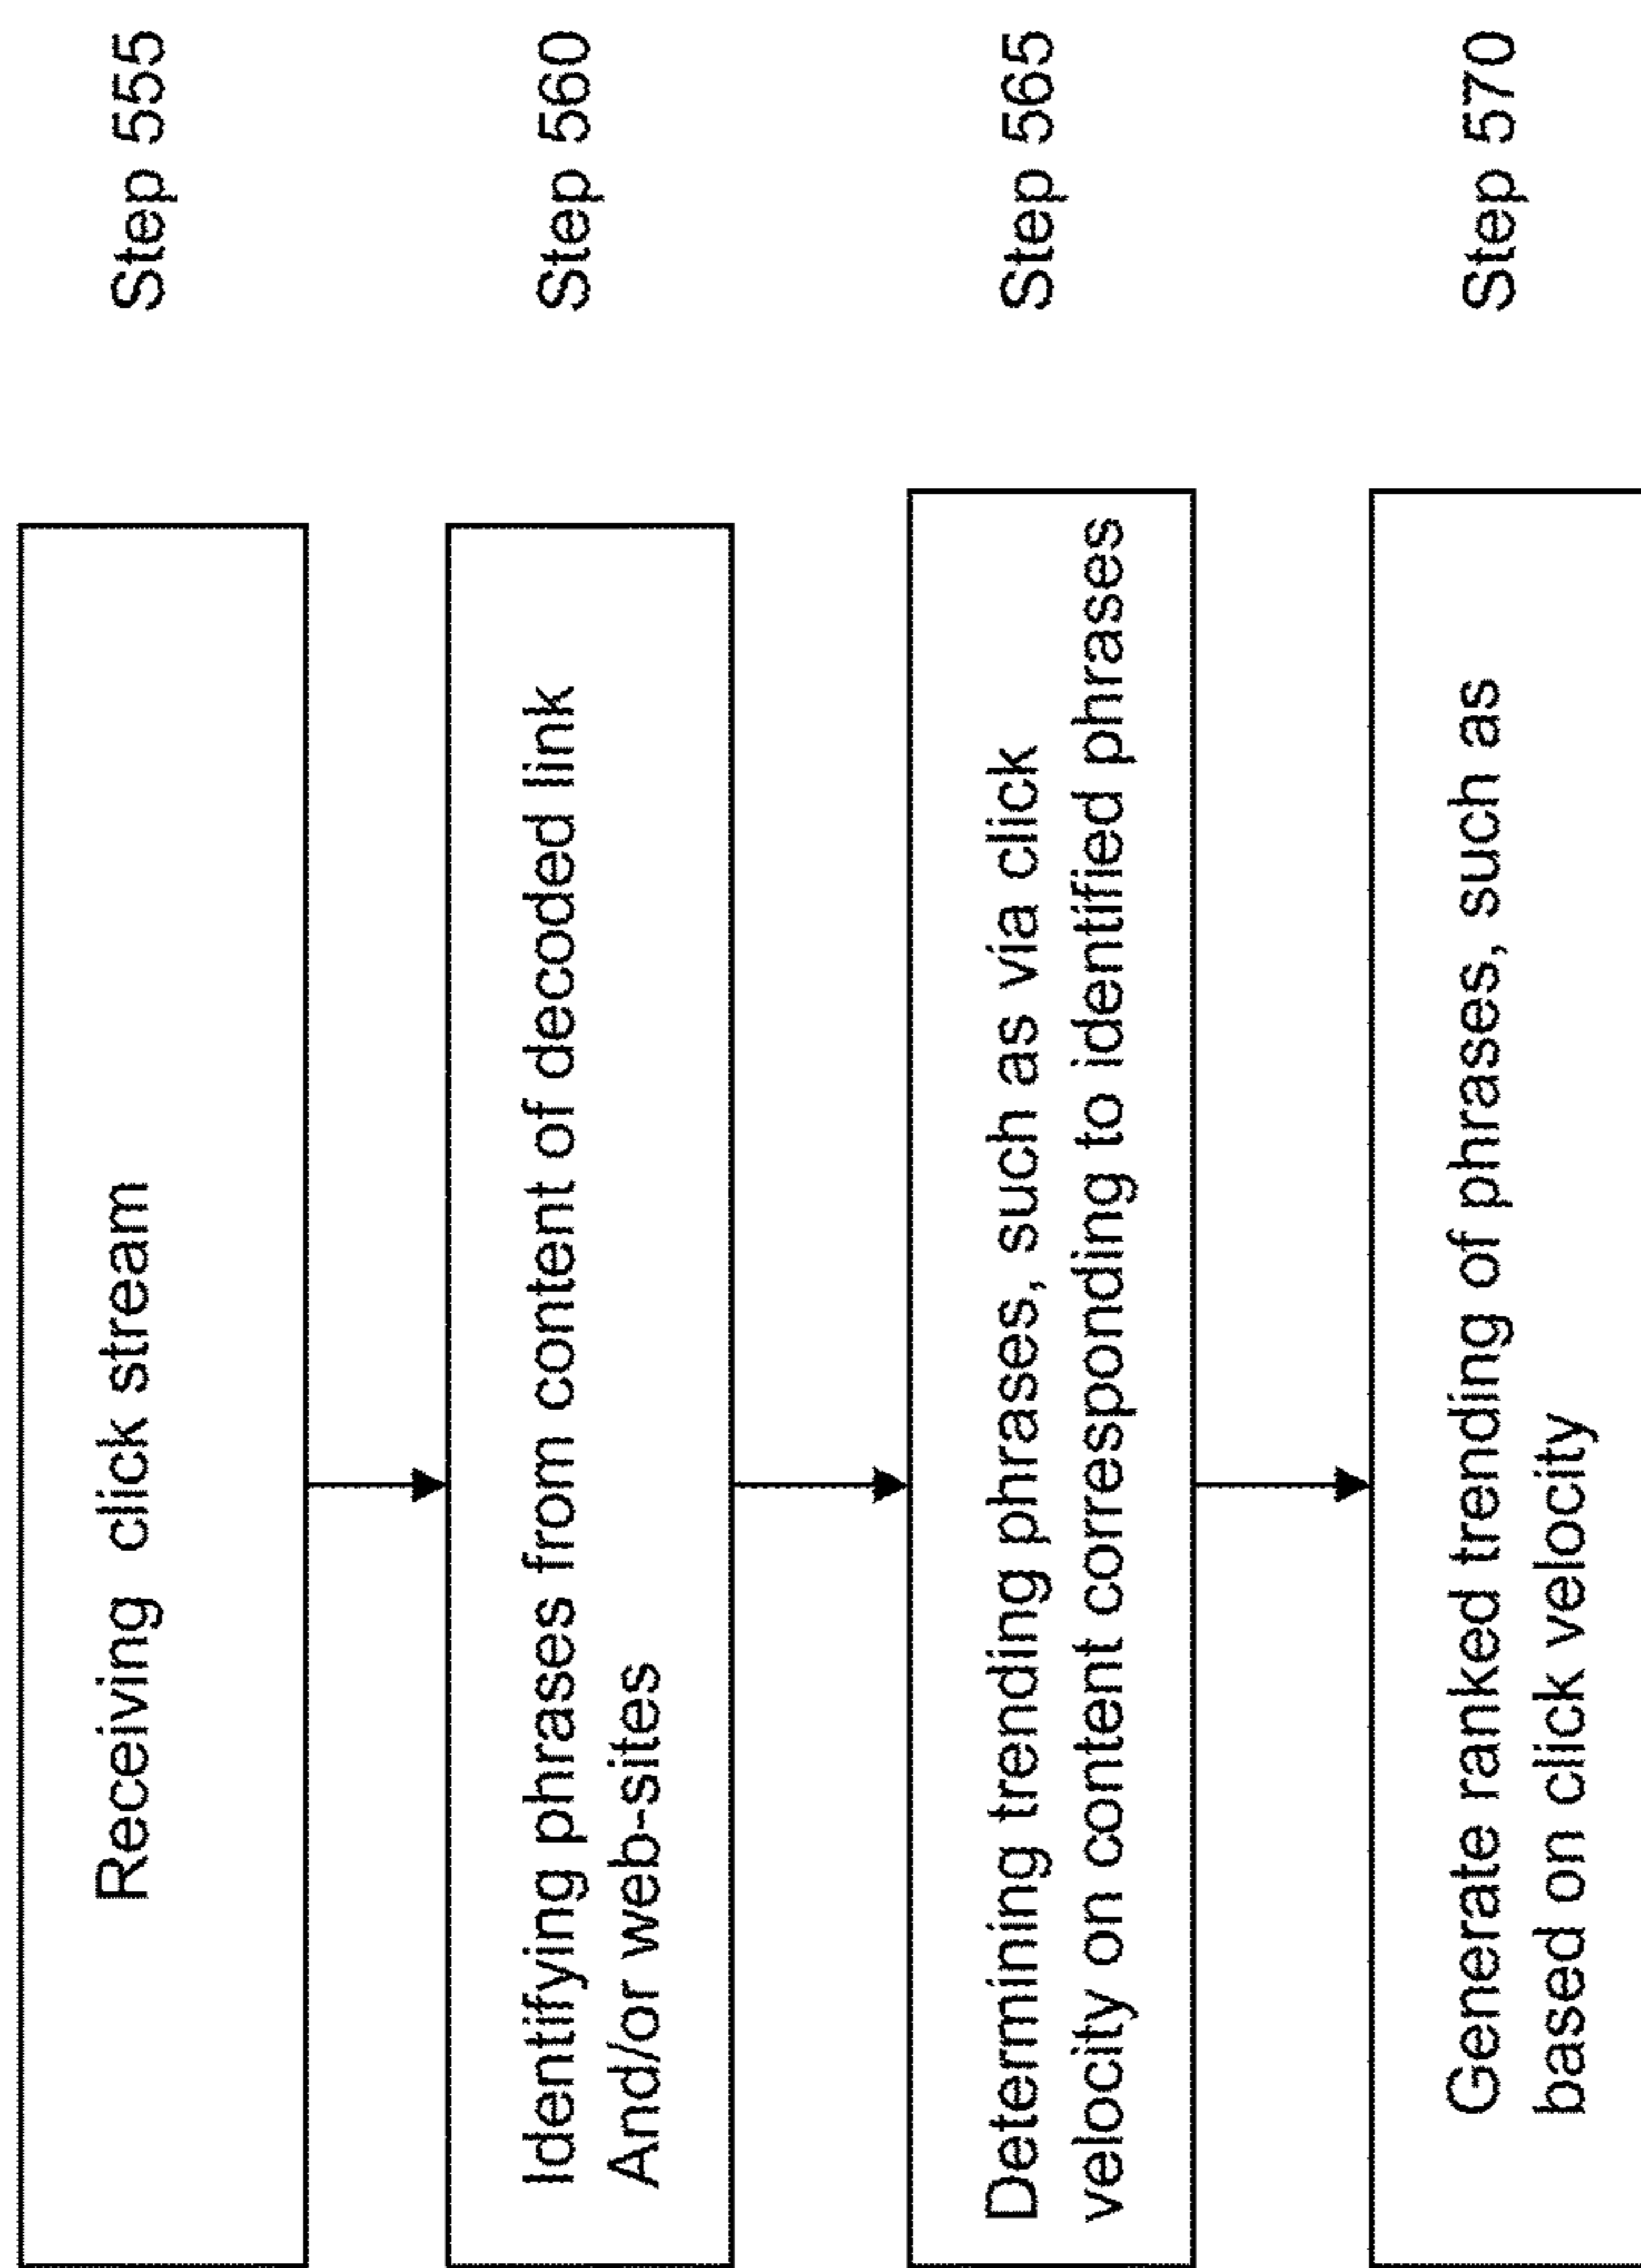 Receiving click stream
Step 555
Identifying phrases from content of decoded link
And/or web-sites
Step 560
Determining trending phrases, such as via click
velocity on content corresponding to identified phrases
Step 565
Generate ranked trending of phrases, such as
based on click velocity
Step 570